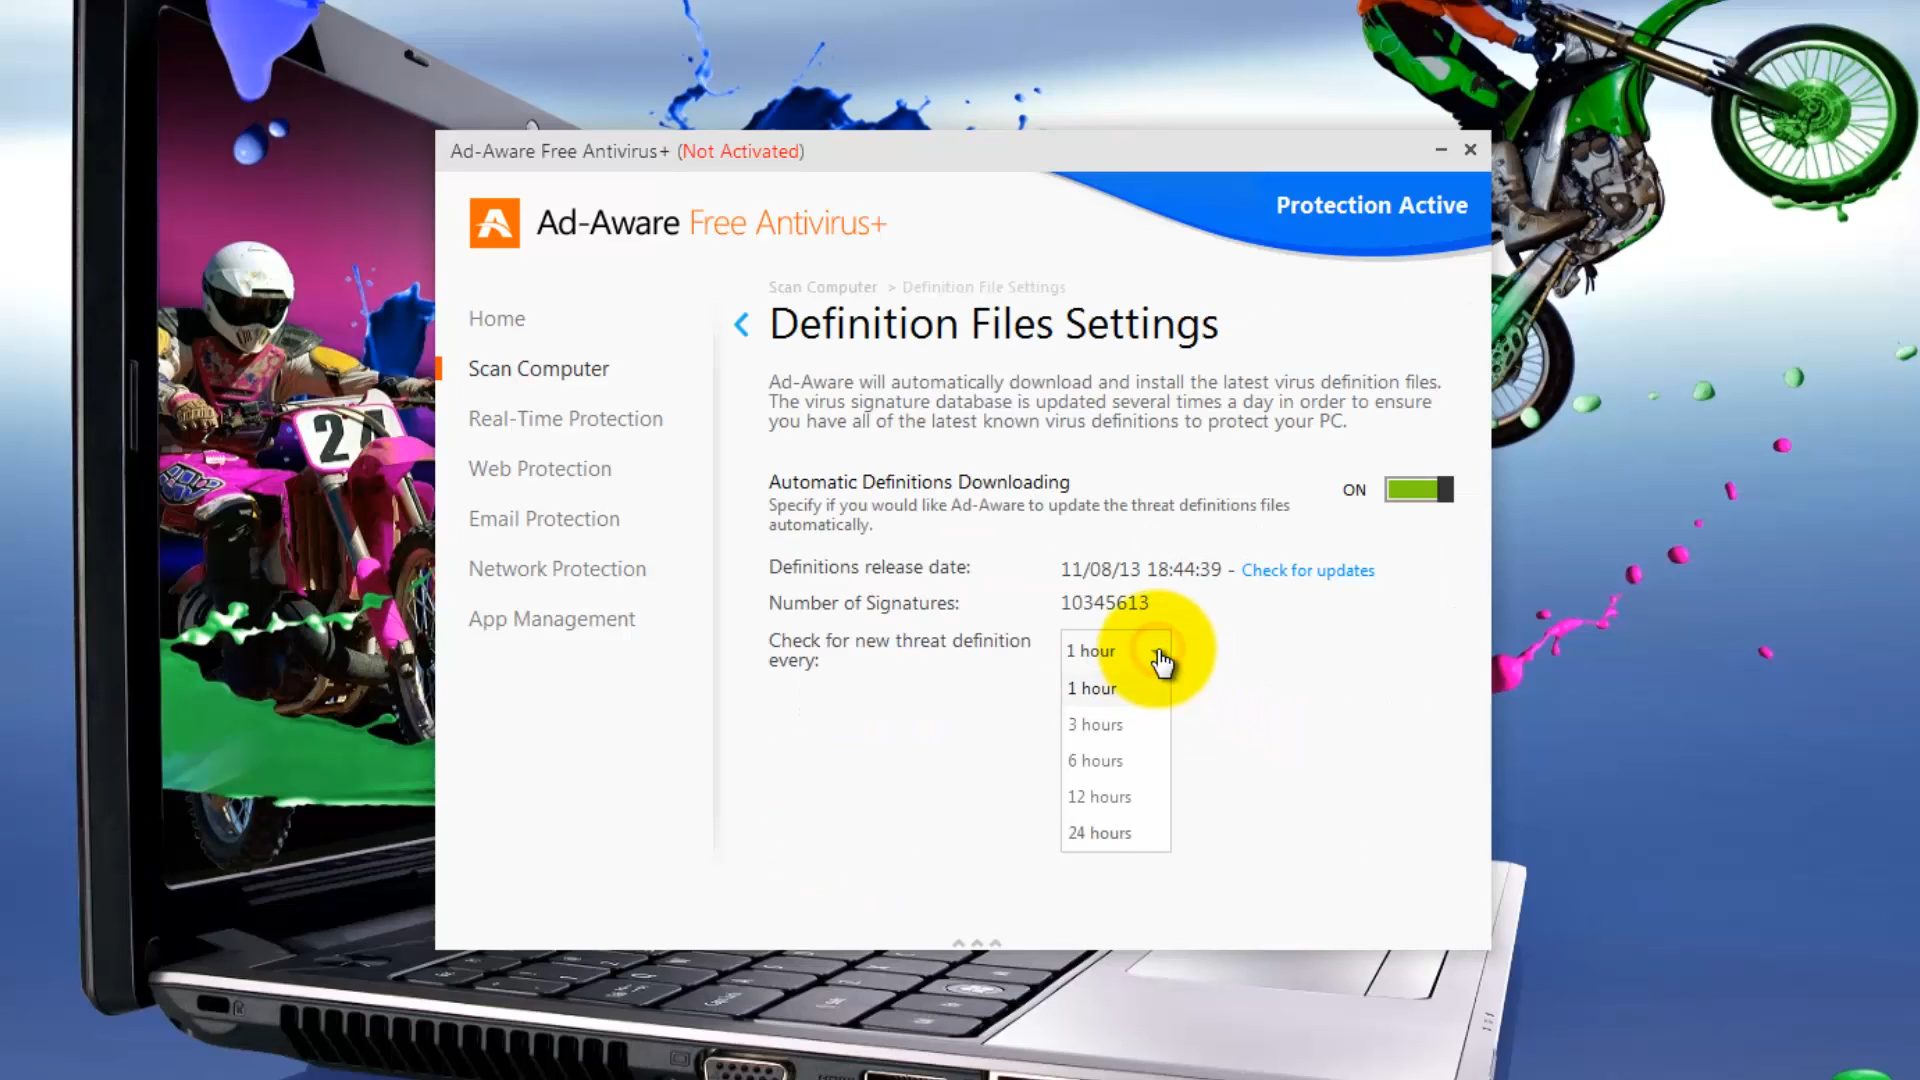 Ad-Aware Free Antivirus+ (Not Activated)
Protection Active
Ad-Aware Free Antivirus+
Scan Computer > Definition File Settings
Definition Files Settings
Home
Scan Computer
Real-Time Protection
Web Protection
Email Protection
Network Protection
App Management
Ad-Aware will automatically download and install the latest virus definition files.
The virus signature database is updated several times a day in order to ensure
you have all of the latest known virus definitions to protect your PC.
Automatic Definitions Downloading
ON
Specify if you would like Ad-Aware to update the threat definitions files
automatically.
Definitions release date:
11/08/13 18:44:39 - Check for updates
Number of Signatures:
10345613
Check for new threat definition
every:
1 hour
1 hour
3 hours
6 hours
12 hours
24 hours